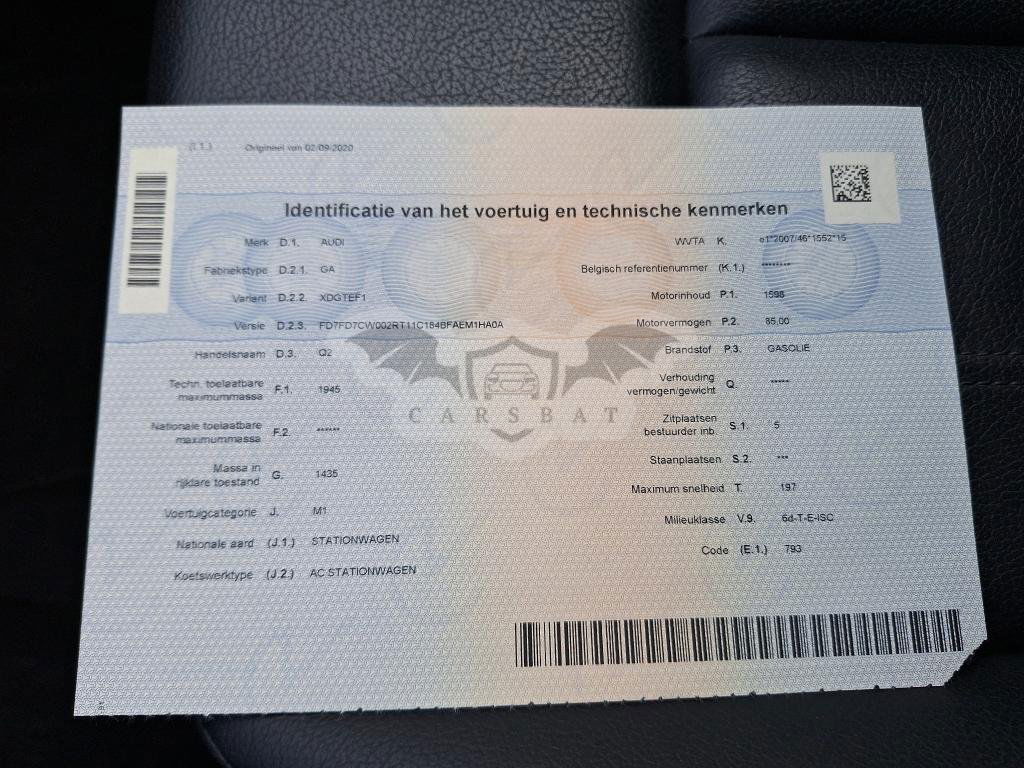 (I.1.) Origineel van 02/09/2020
Identificatie van het voertuig en technische kenmerken
Merk D.1. AUDI
Fabriekstype D.2.1. GA
Variant D.2.2. XDGTEF1
Versie D.2.3. FD7FD7CW002RT11C184BFAEM1HA0A
Handelsnaam D.3. Q2
Techn. toelaatbare
maximummassa F.1. 1945
Nationale toelaatbare
maximummassa F.2. ******
Massa in
rijklare toestand G. 1435
Voertuigcategorie J. M1
Nationale aard (J.1.) STATIONWAGEN
Koetswerktype (J.2.) AC STATIONWAGEN
WVTA K. e1*2007/46*1552*15
Belgisch referentienummer (K.1.) ********
Motorinhoud P.1. 1598
Motorvermogen P.2. 85.00
Brandstof P.3. GASOLIE
Verhouding
vermogen/gewicht Q. *****
Zitplaatsen
bestuurder inb. S.1. 5
Staanplaatsen S.2. ***
Maximum snelheid T. 197
Milieuklasse V.9. 6d-T-E-ISC
Code (E.1.) 793
CARSBAT